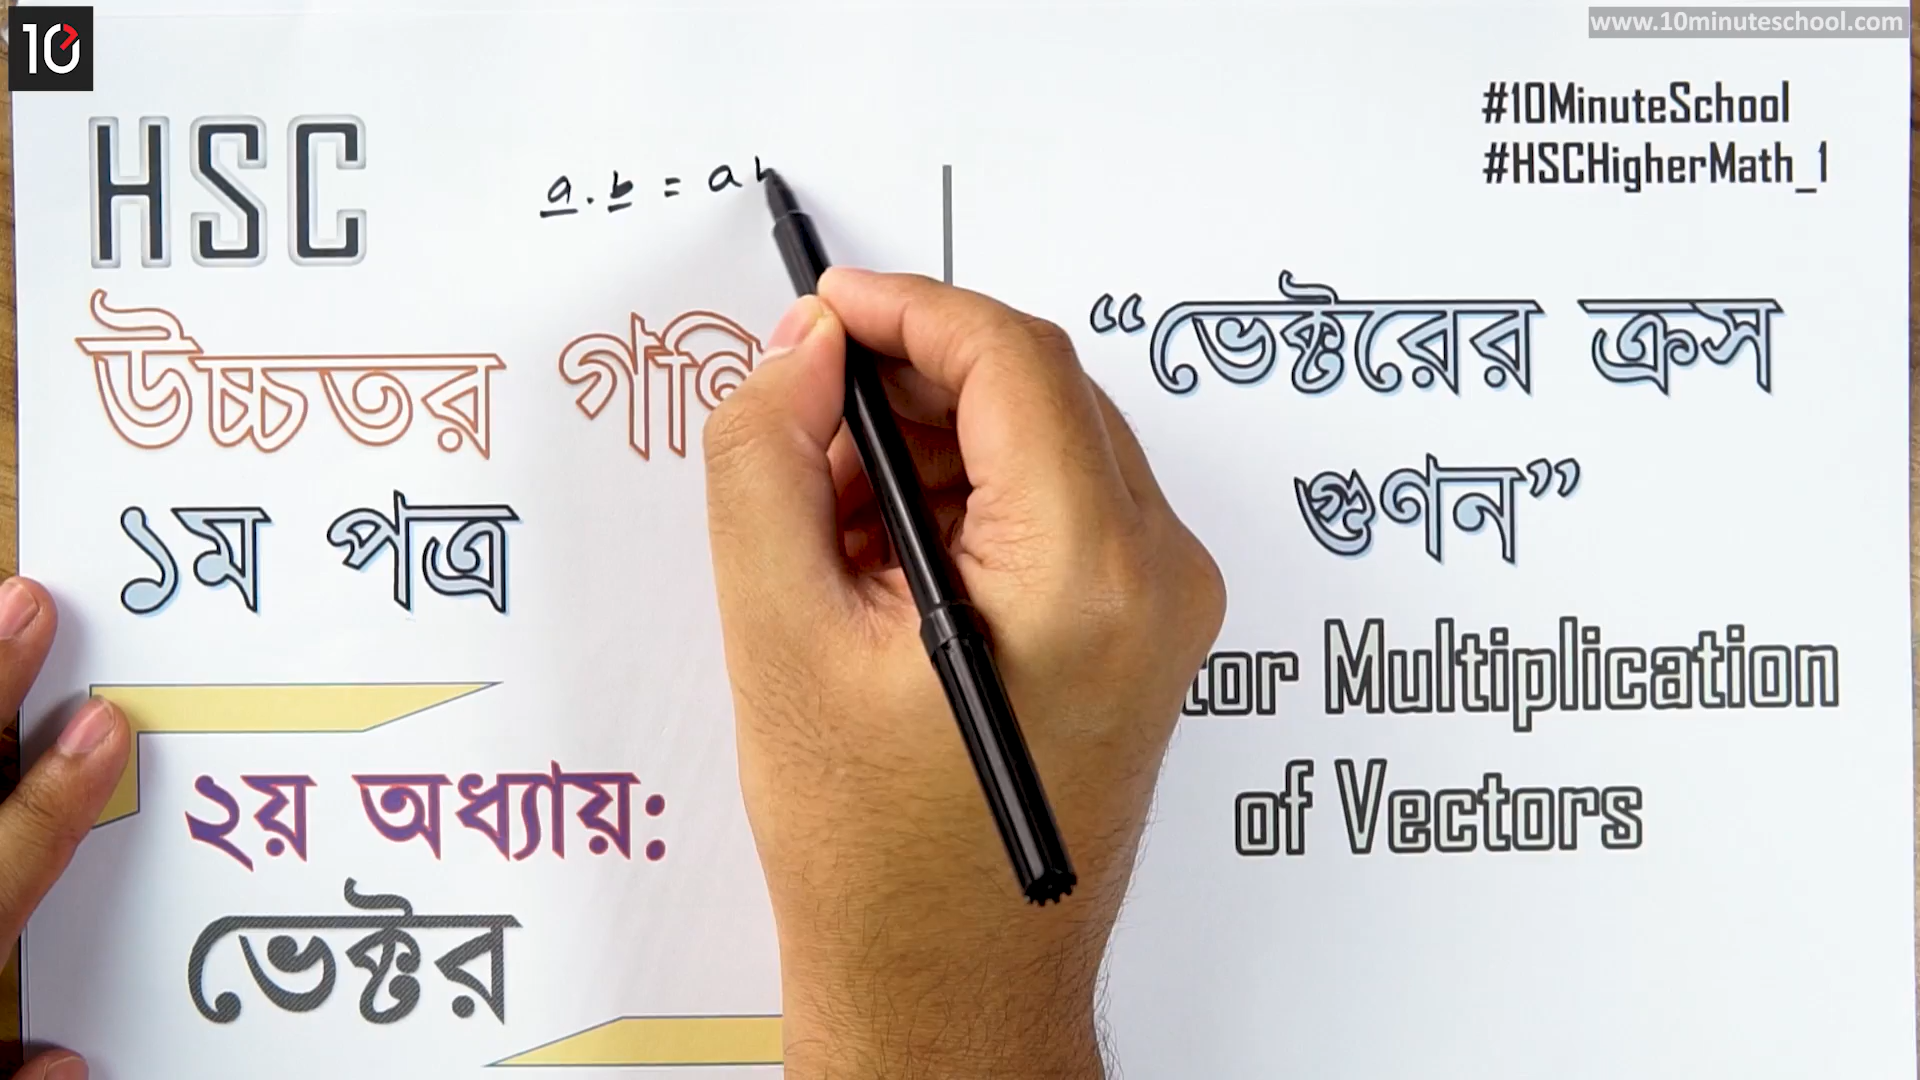 10
www.10minuteschool.com
#10MinuteSchool
#HSCHigherMath_1
HSC
a . b = a b
উচ্চতর
১ম পত্র
২য় অধ্যায়:
ভেক্টর
“ভেক্টরের ক্রস
গুণন”
Multiplication
of Vectors